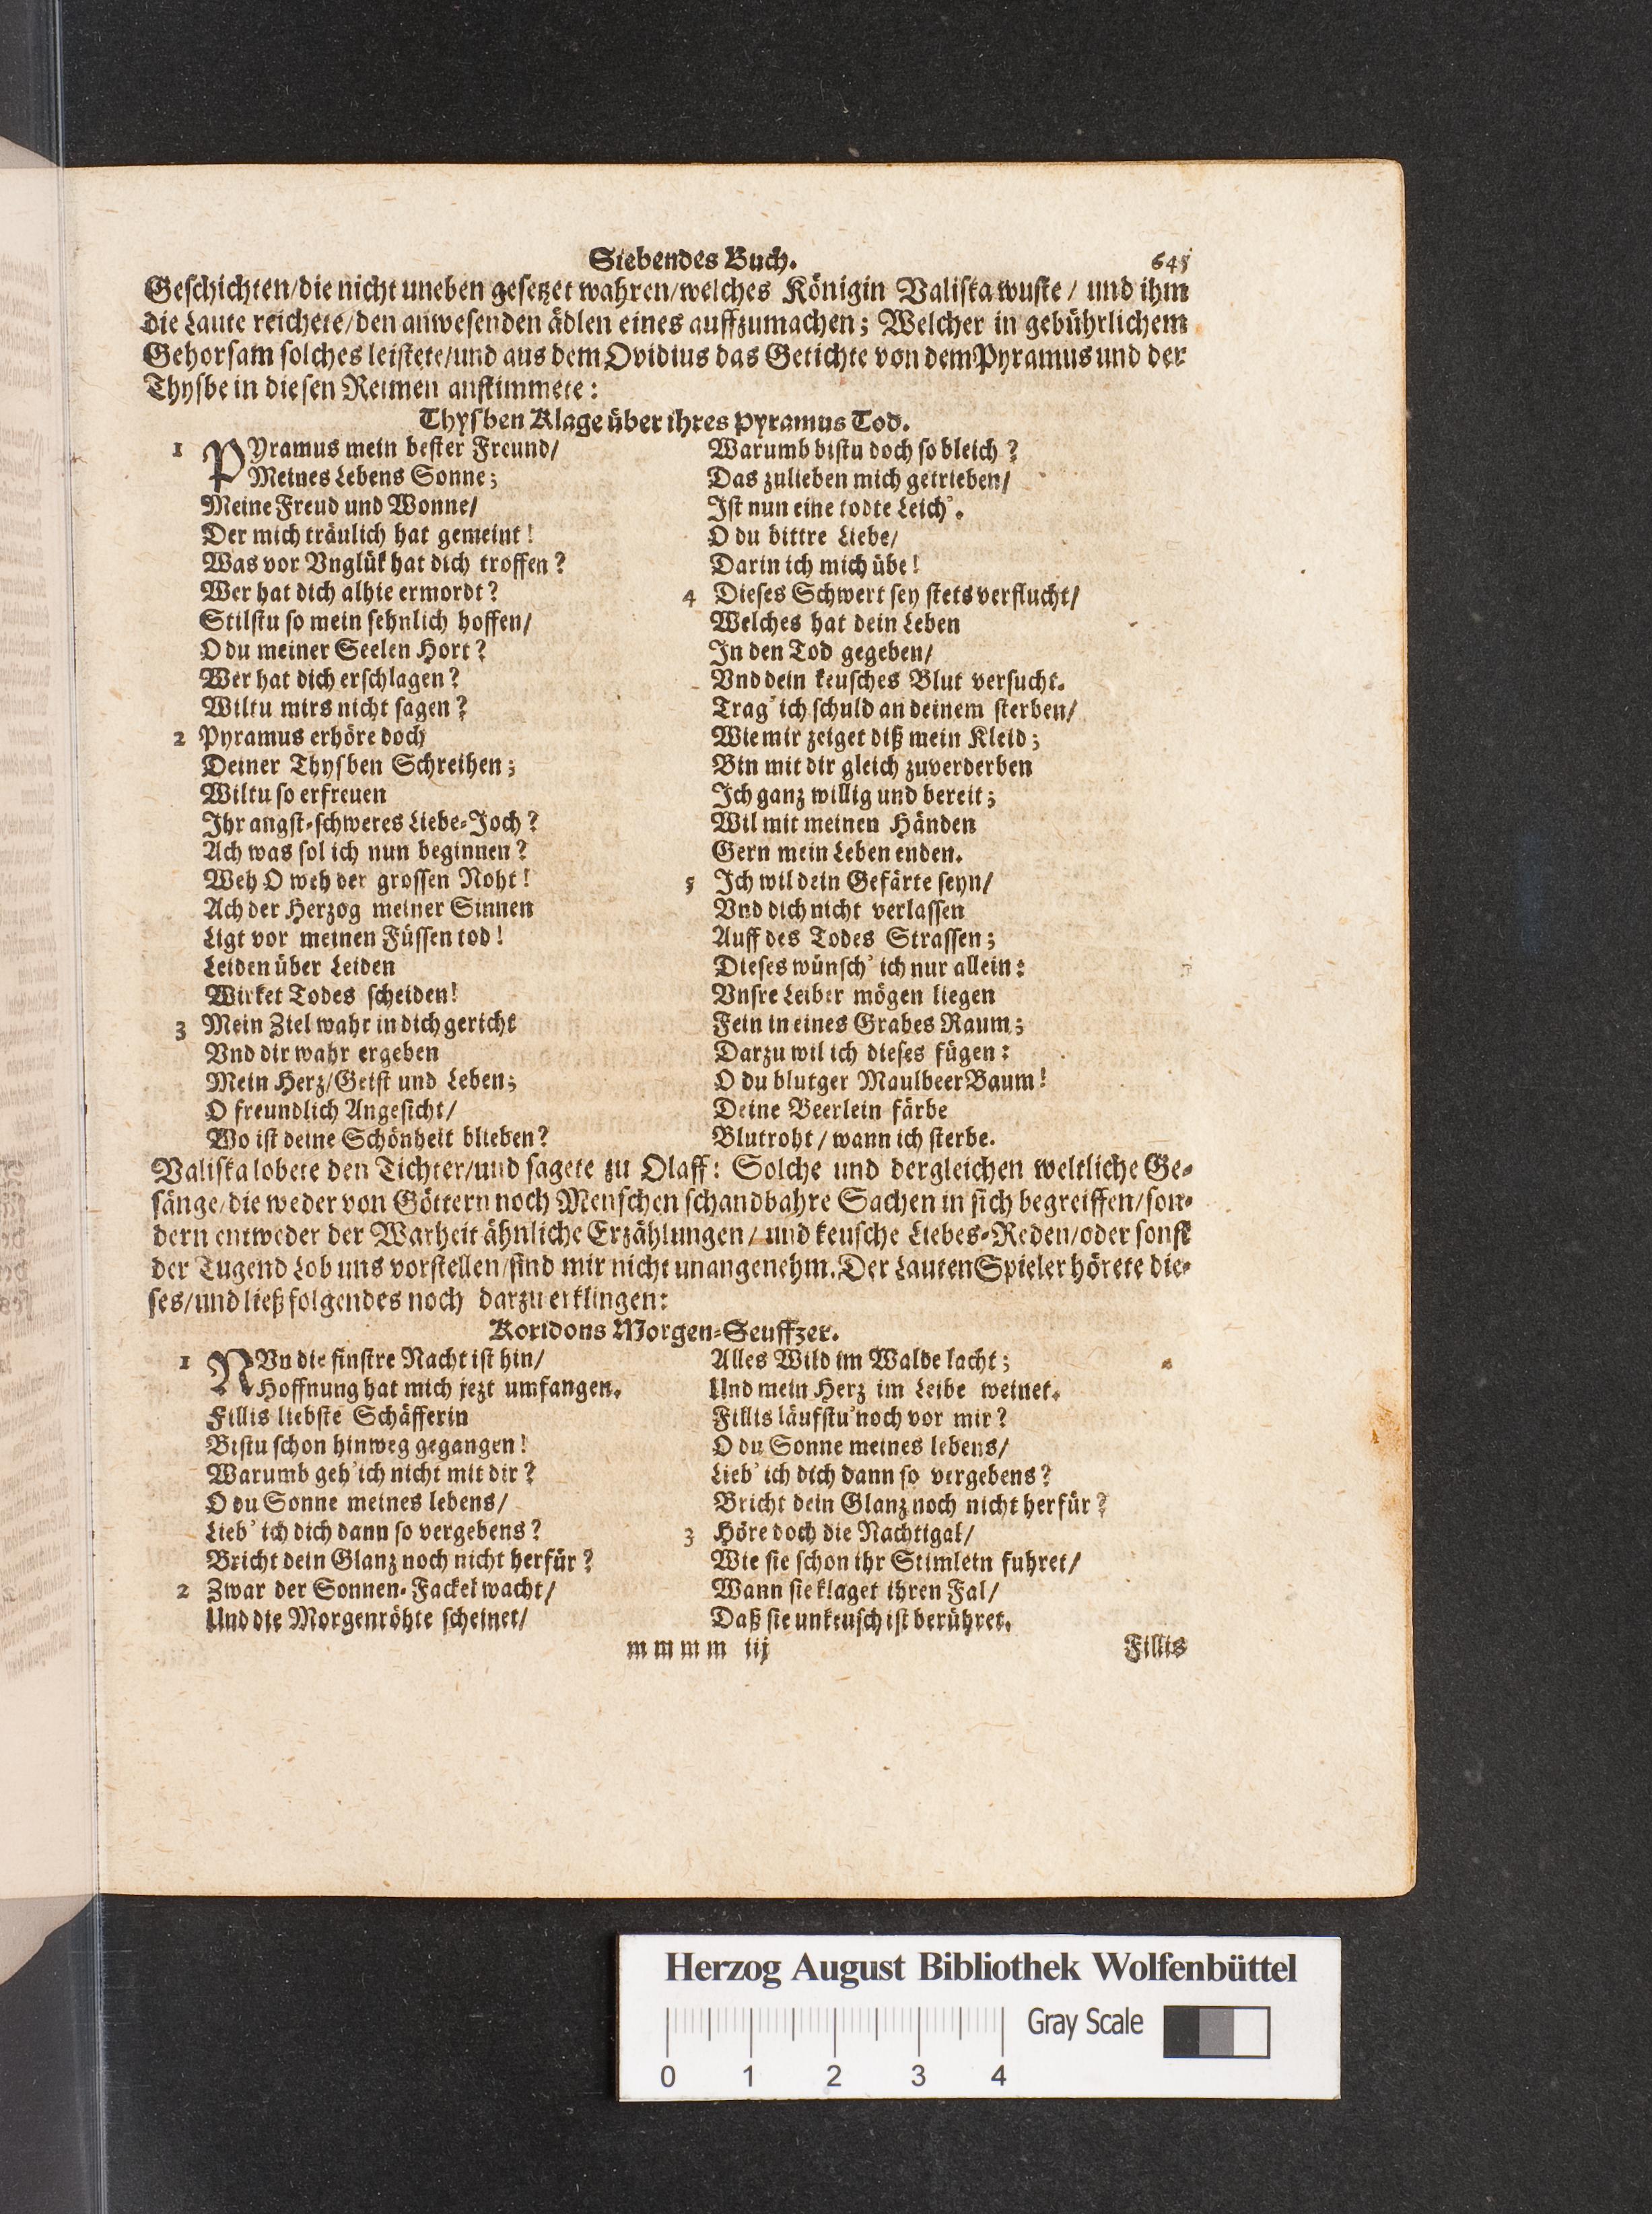 Siebendes Buch. 645
Geſchichten/die nicht uneben geſetzet wahren/welches Königin Valiſka wuſte / und ihm
die Laute reichete/den anweſenden ädlen eines auffzumachen; Welcher in gebührlichem
Gehorſam ſolches leiſtete/und aus dem Ovidius das Getichte von dem Pyramus und der
Thyſbe in dieſen Reimen anſtimmete:
Thyſben Klage über ihres Pyramus Tod.
1 PYramus mein beſter Freund/
Meines Lebens Sonne;
Meine Freud und Wonne/
Der mich träulich hat gemeint!
Was vor Vnglük hat dich troffen?
Wer hat dich alhie ermordt?
Stilſtu ſo mein ſehnlich hoffen/
O du meiner Seelen Hort?
Wer hat dich erſchlagen?
Wiltu mirs nicht ſagen?
2 Pyramus erhöre doch
Deiner Thyſben Schreihen;
Wiltu ſo erfreuen
Ihr angſt-ſchweres Liebe-Joch?
Ach was ſol ich nun beginnen?
Weh O weh der groſſen Noht!
Ach der Herzog meiner Sinnen
Ligt vor meinen Füſſen tod!
Leiden über Leiden
Wirket Todes ſcheiden!
3 Mein Ziel wahr in dich gericht
Vnd dir wahr ergeben
Mein Herz/Geiſt und Leben;
O freundlich Angeſicht/
Wo iſt deine Schönheit blieben?
Warumb biſtu doch ſo bleich?
Das zulieben mich getrieben/
Iſt nun eine todte Leich'.
O du bittre Liebe/
Darin ich mich übe!
4 Dieſes Schwert ſey ſtets verflucht/
Welches hat dein Leben
In den Tod gegeben/
Vnd dein keuſches Blut verſucht.
Trag' ich ſchuld an deinem ſterben/
Wie mir zeiget diß mein Kleid;
Bin mit dir gleich zuverderben
Ich ganz willig und bereit;
Wil mit meinen Händen
Gern mein Leben enden.
5 Ich wil dein Gefärte ſeyn/
Vnd dich nicht verlaſſen
Auff des Todes Straſſen;
Dieſes wünſch' ich nur allein:
Vnſre Leiber mögen liegen
Fein in eines Grabes Raum;
Darzu wil ich dieſes fügen:
O du blutger MaulbeerBaum!
Deine Beerlein färbe
Blutroht / wann ich ſterbe.
Valiſka lobete den Tichter/und ſagete zu Olaff: Solche und dergleichen weltliche Ge-
ſänge/die weder von Göttern noch Menſchen ſchandbahre Sachen in ſich begreiffen/ſon-
dern entweder der Warheit ähnliche Erzählungen / und keuſche Liebes-Reden/oder ſonſt
der Tugend Lob uns vorſtellen/ſind mir nicht unangenehm. Der LautenSpieler hörete die-
ſes/und ließ folgendes noch darzu erklingen:
Koridons Morgen-Seuffzer.
1 NUn die finſtre Nacht iſt hin/
Hoffnung hat mich jezt umfangen.
Fillis liebſte Schäfferin
Biſtu ſchon hinweg gegangen!
Warumb geh' ich nicht mit dir?
O du Sonne meines lebens/
Lieb' ich dich dann ſo vergebens?
Bricht dein Glanz noch nicht herfür?
2 Zwar der Sonnen-Fackel wacht/
Und die Morgenröhte ſcheinet/
Alles Wild im Walde lacht;
Und mein Herz im Leibe weinet.
Fillis läufſtu noch vor mir?
O du Sonne meines lebens/
Lieb' ich dich dann ſo vergebens?
Bricht dein Glanz noch nicht herfür?
3 Höre doch die Nachtigal/
Wie ſie ſchon ihr Stimlein fuhret/
Wann ſie klaget ihren Fal/
Daß ſie unkeuſch iſt berühret.
mmmm iij Fillis
Herzog August Bibliothek Wolfenbüttel
Gray Scale
0 1 2 3 4